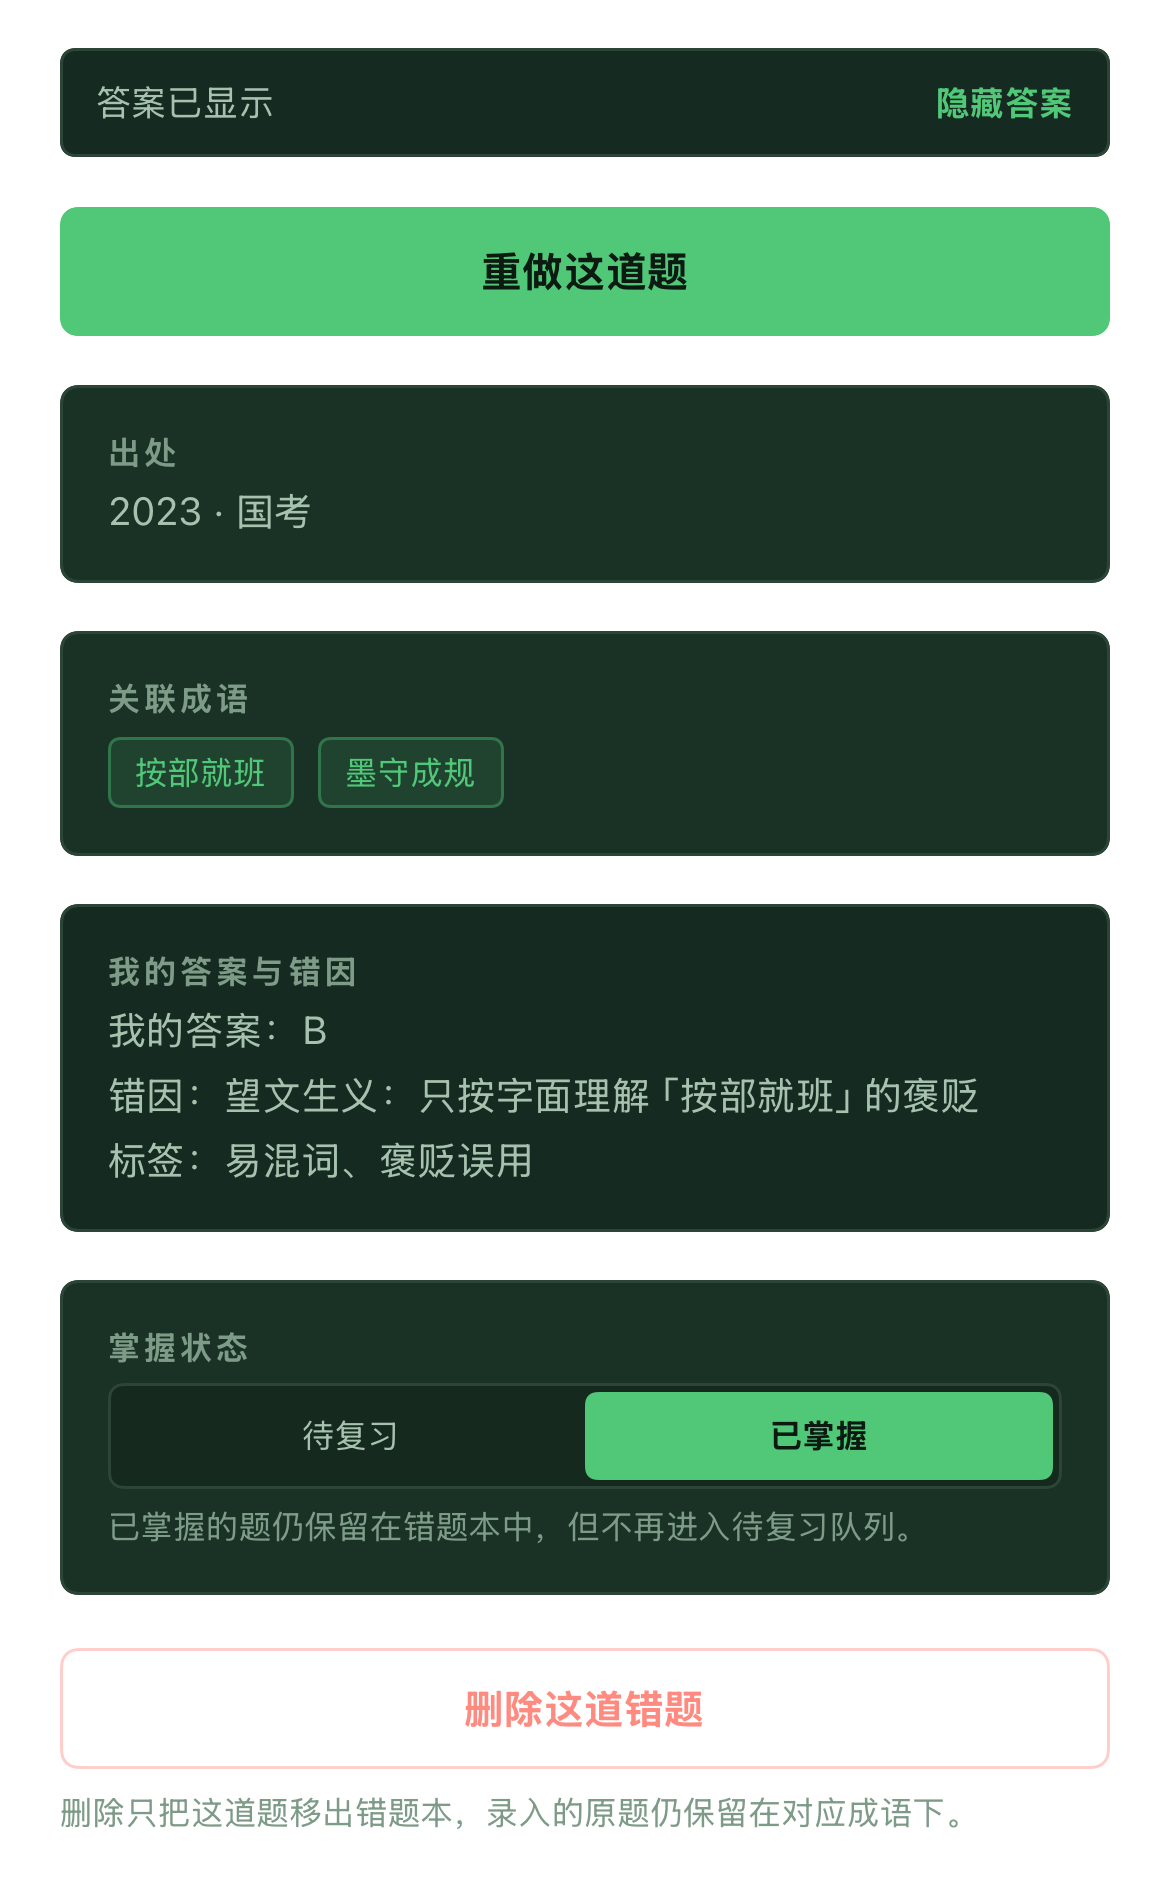 答案已显示 隐藏答案
重做这道题
出处
2023 · 国考
关联成语
按部就班 墨守成规
我的答案与错因
我的答案：B
错因：望文生义：只按字面理解「按部就班」的褒贬
标签：易混词、褒贬误用
掌握状态
待复习 已掌握
已掌握的题仍保留在错题本中，但不再进入待复习队列。
删除这道错题
删除只把这道题移出错题本，录入的原题仍保留在对应成语下。